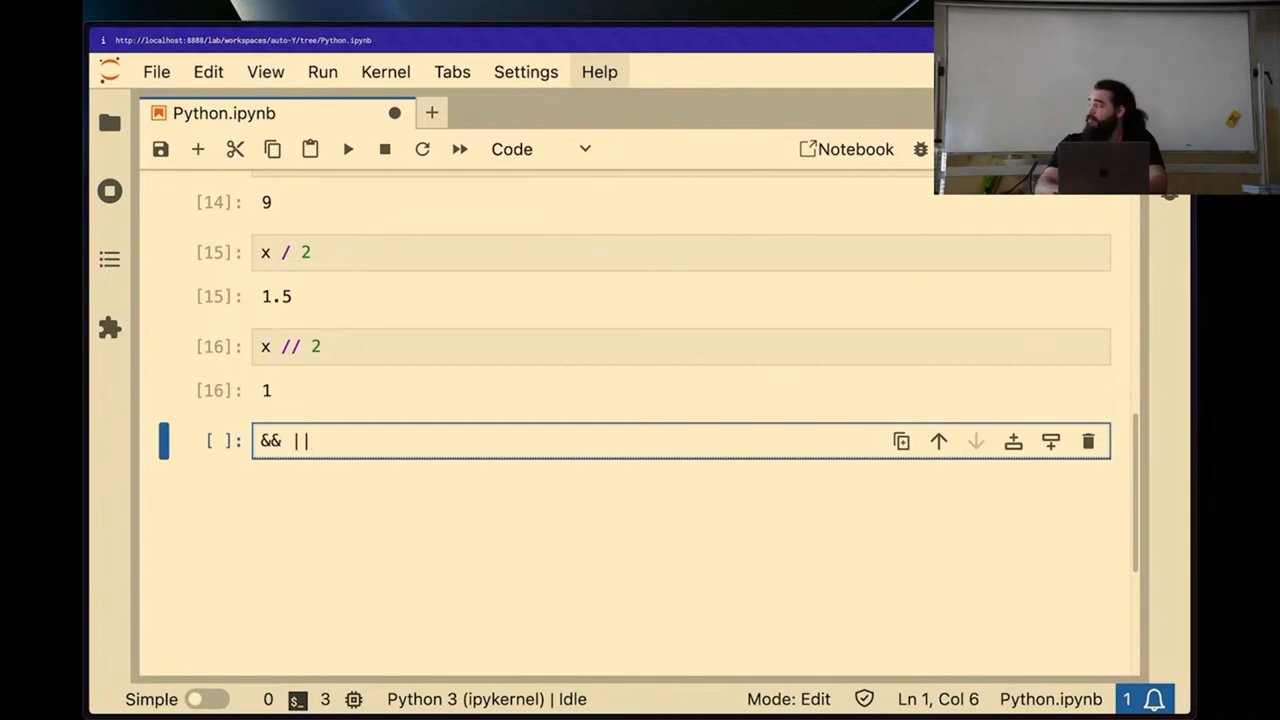 http://localhost:8888/lab/workspaces/auto-Y/tree/Python.ipynb
File Edit View Run Kernel Tabs Settings Help
Python.ipynb
Code Notebook
[14]: 9
[15]: x / 2
[15]: 1.5
[16]: x // 2
[16]: 1
[ ]: && ||
Simple 0 $_ 3 Python 3 (ipykernel) | Idle Mode: Edit Ln 1, Col 6 Python.ipynb 1